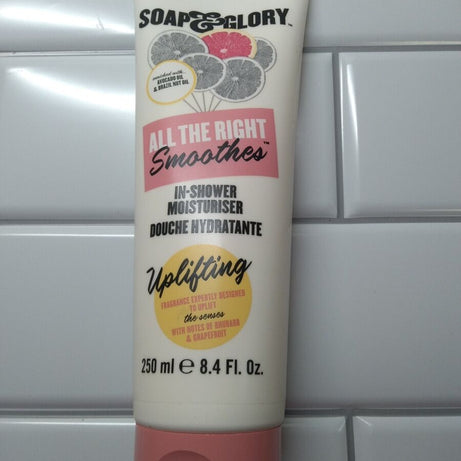 SOAP&GLORY™
enriched with
AVOCADO OIL
& BRAZIL NUT OIL
ALL THE RIGHT
Smoothes™
IN-SHOWER
MOISTURISER
DOUCHE HYDRATANTE
Uplifting
FRAGRANCE EXPERTLY DESIGNED
TO UPLIFT
the senses
WITH NOTES OF RHUBARB
& GRAPEFRUIT
250 ml ℮ 8.4 Fl. Oz.